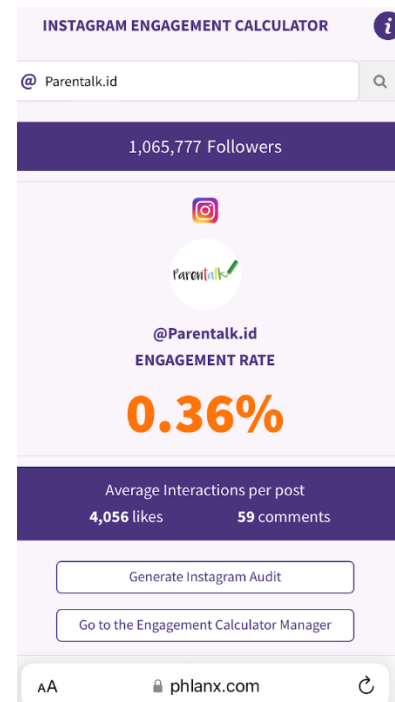 INSTAGRAM ENGAGEMENT CALCULATOR i
@ Parentalk.id
1,065,777 Followers
Parentalk
@Parentalk.id
ENGAGEMENT RATE
0.36%
Average Interactions per post
4,056 likes 59 comments
Generate Instagram Audit
Go to the Engagement Calculator Manager
AA phlanx.com